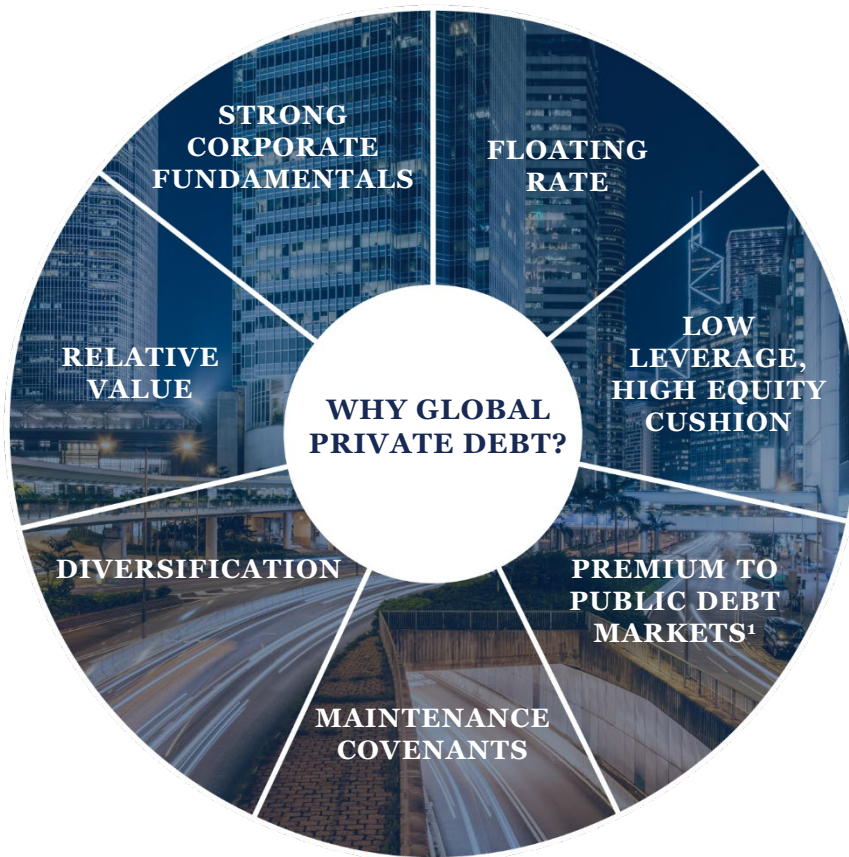 STRONG
CORPORATE
FUNDAMENTALS
FLOATING
RATE
LOW
LEVERAGE,
HIGH EQUITY
CUSHION
RELATIVE
VALUE
WHY GLOBAL
PRIVATE DEBT?
DIVERSIFICATION
PREMIUM TO
PUBLIC DEBT
MARKETS¹
MAINTENANCE
COVENANTS